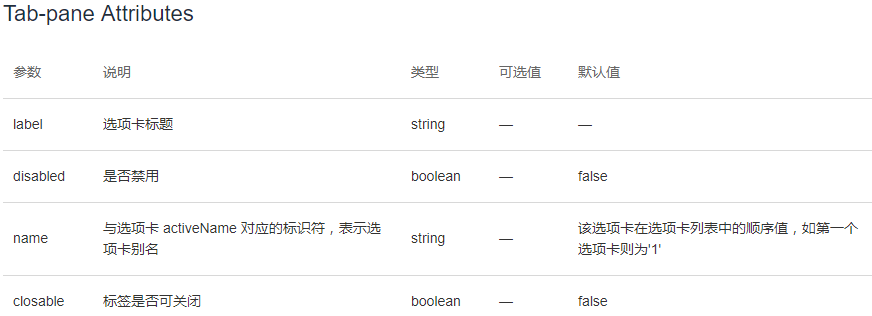 Tab-pane Attributes
参数 说明 类型 可选值 默认值
label 选项卡标题 string — —
disabled 是否禁用 boolean — false
name 与选项卡 activeName 对应的标识符，表示选项卡别名 string — 该选项卡在选项卡列表中的顺序值，如第一个选项卡则为'1'
closable 标签是否可关闭 boolean — false